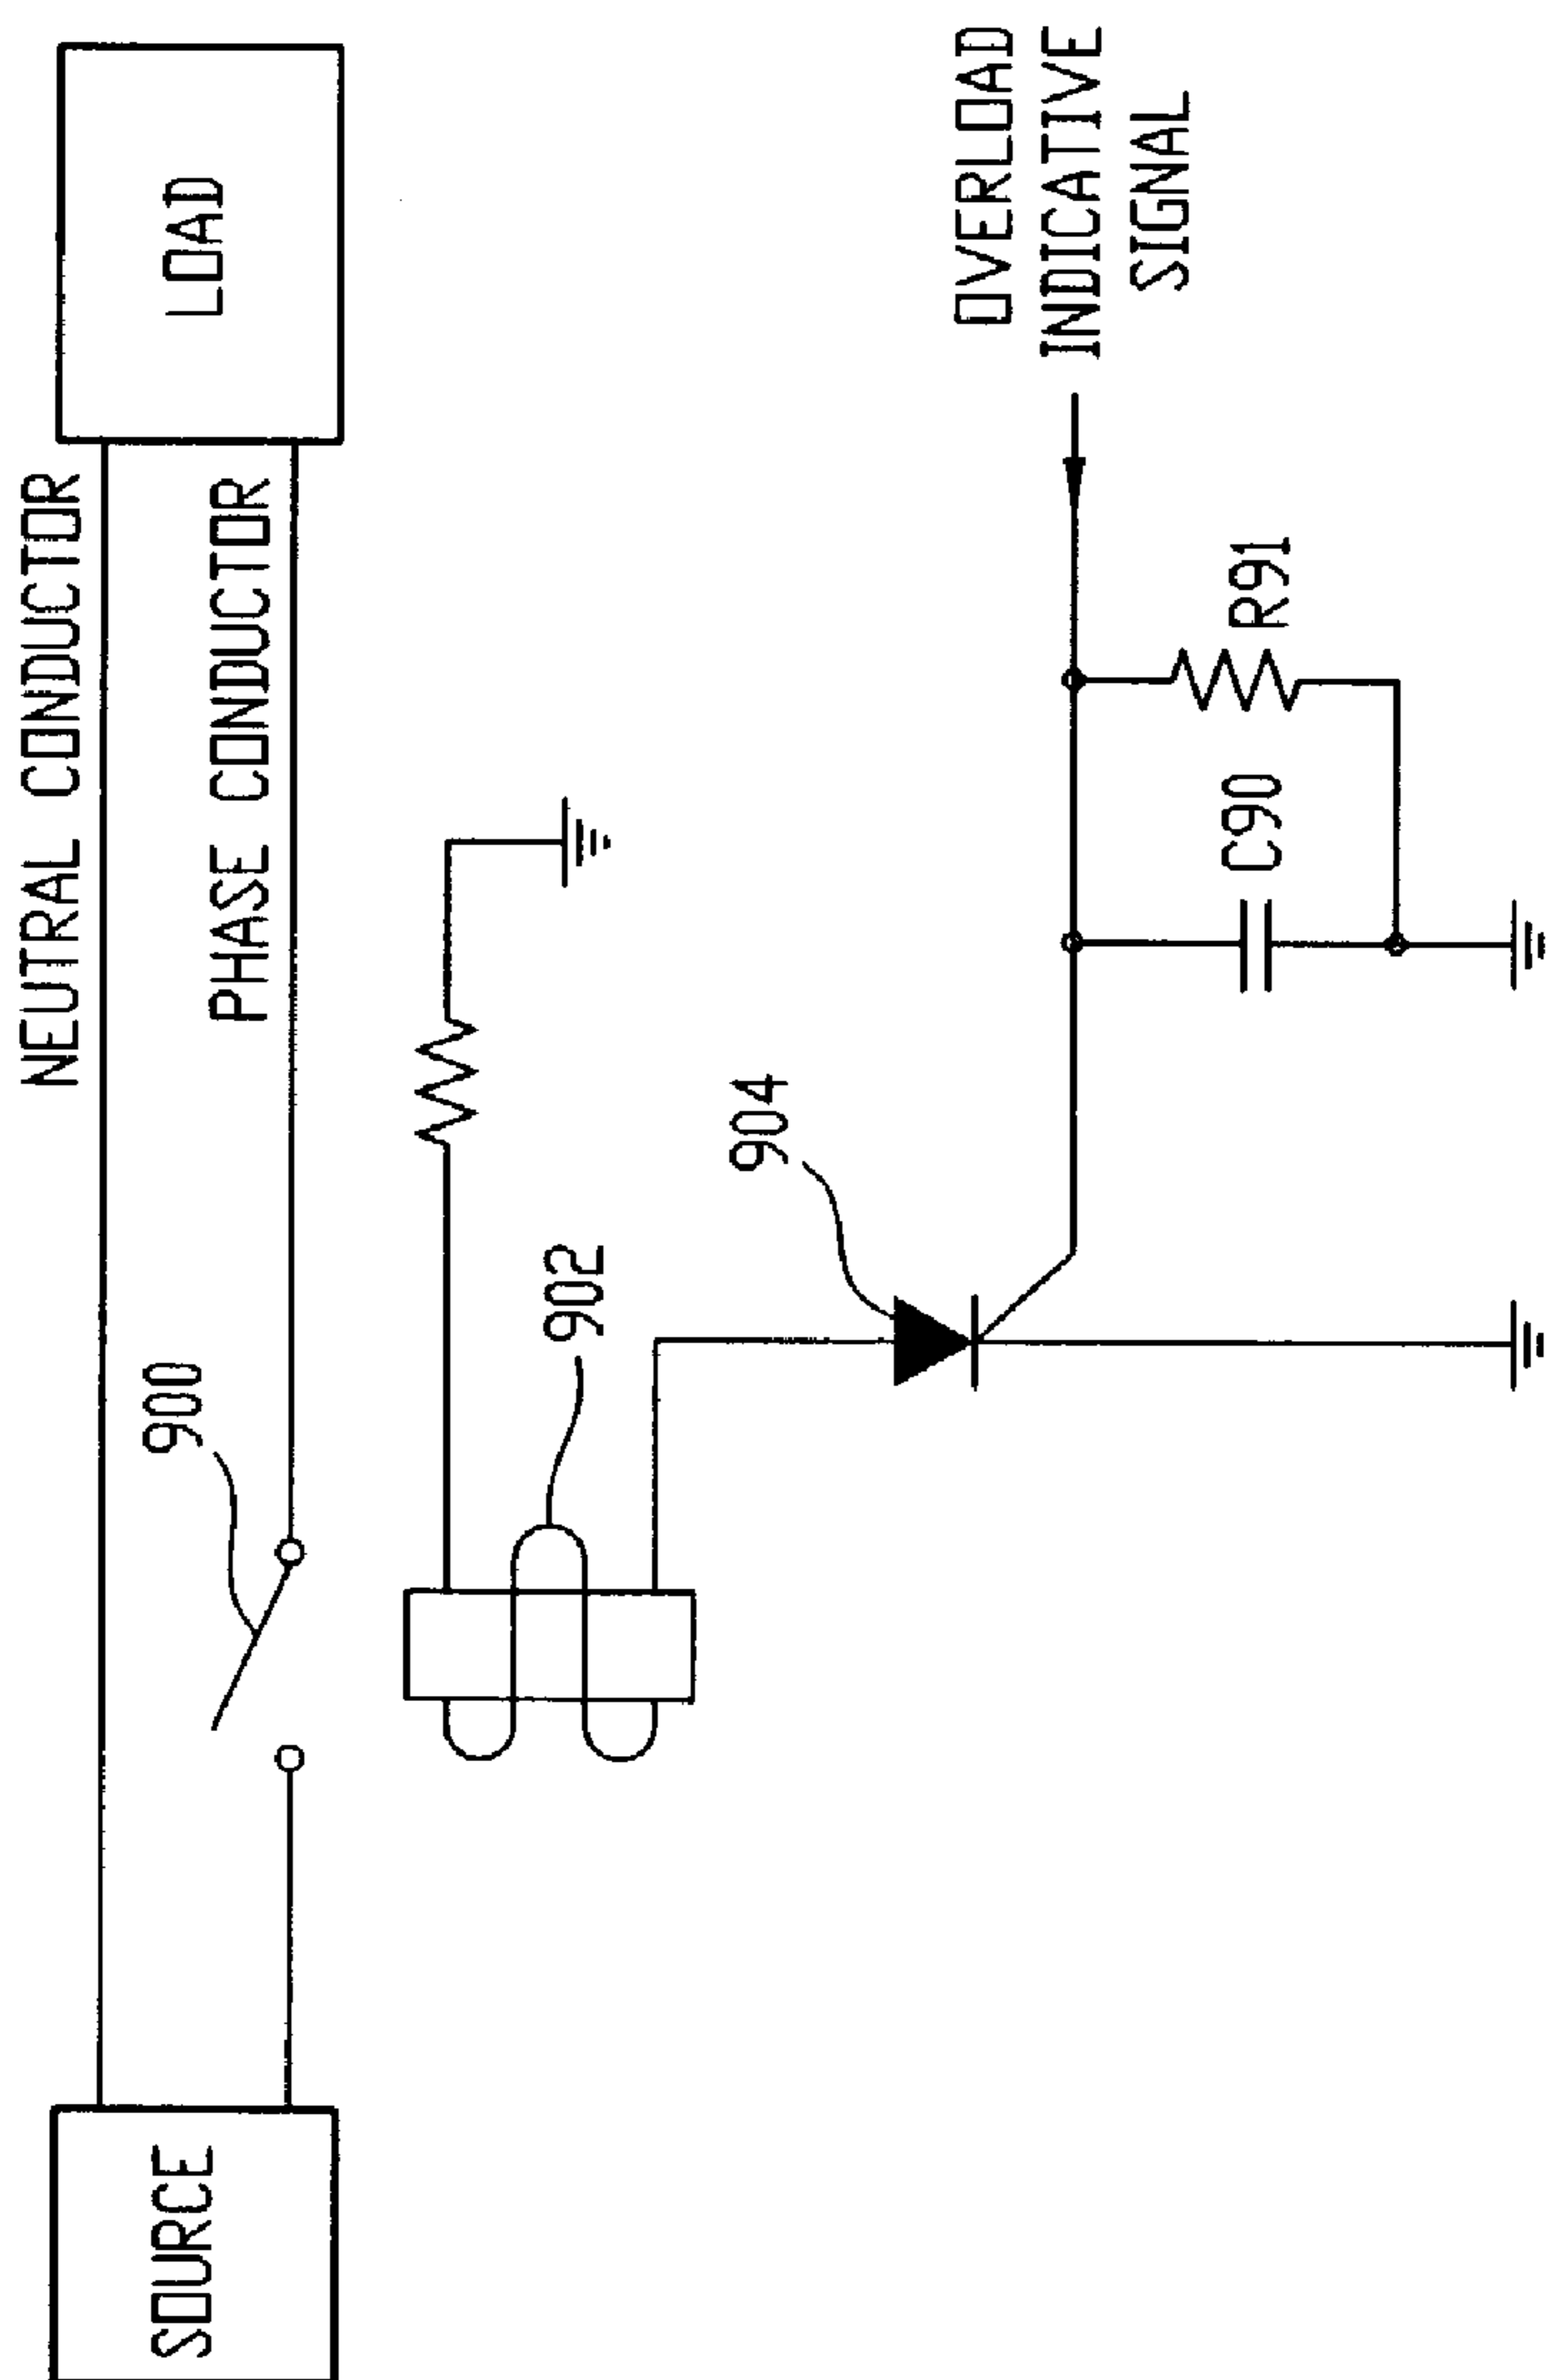 NEUTRAL CONDUCTOR
SOURCE
900
PHASE CONDUCTOR
LOAD
902
904
OVERLOAD
INDICATIVE
SIGNAL
C90
R91